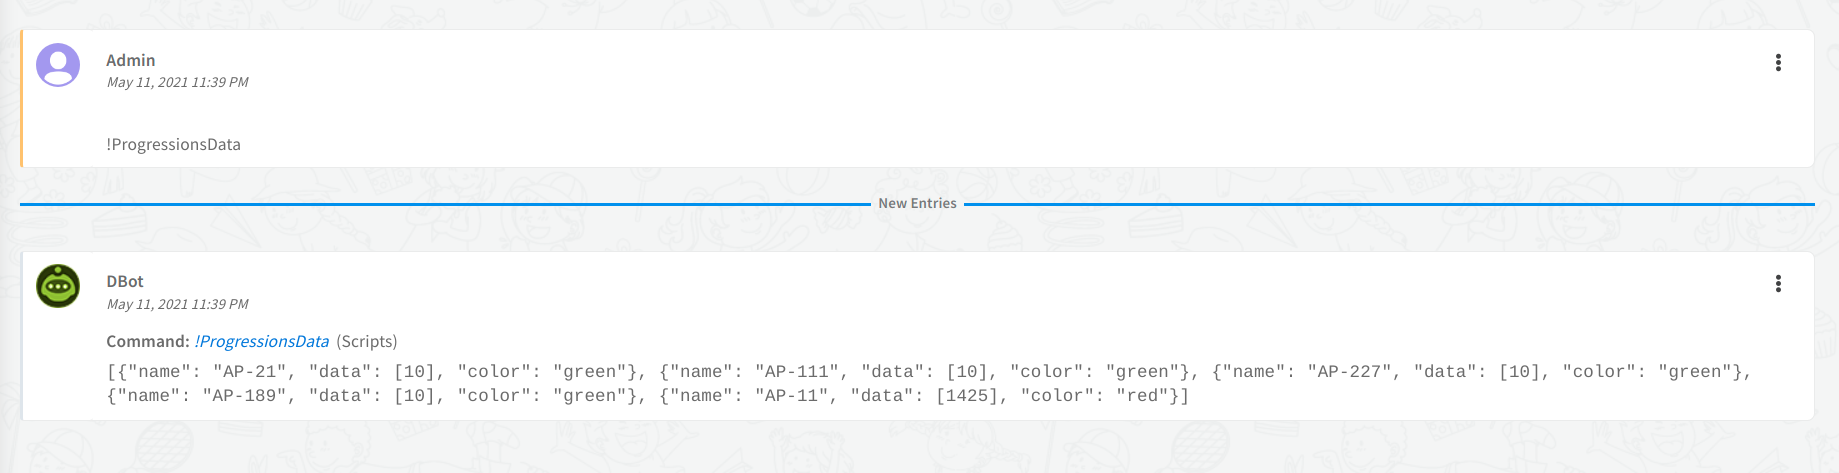 Admin
May 11, 2021 11:39 PM
!ProgressionsData
New Entries
DBot
May 11, 2021 11:39 PM
Command: !ProgressionsData (Scripts)
[{"name": "AP-21", "data": [10], "color": "green"}, {"name": "AP-111", "data": [10], "color": "green"}, {"name": "AP-227", "data": [10], "color": "green"},
{"name": "AP-189", "data": [10], "color": "green"}, {"name": "AP-11", "data": [1425], "color": "red"}]